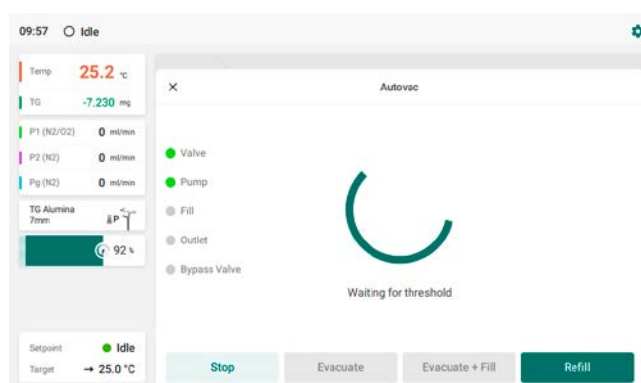 09:57 Idle
Temp 25.2 °C
TG -7.230 mg
P1 (N2/O2) 0 ml/min
P2 (N2) 0 ml/min
Pg (N2) 0 ml/min
TG Alumina
7mm P
92 %
Setpoint Idle
Target → 25.0 °C
Autovac
Valve
Pump
Fill
Outlet
Bypass Valve
Waiting for threshold
Stop Evacuate Evacuate + Fill Refill